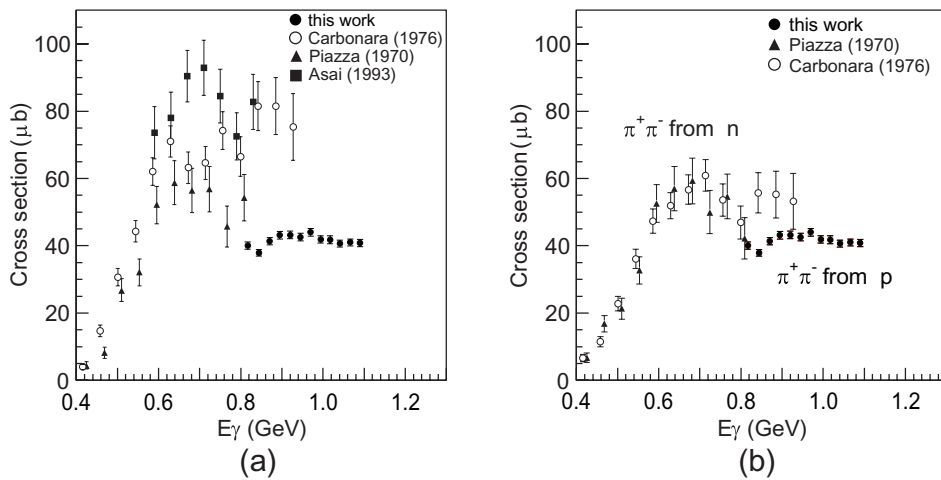 (a)
this work
Carbonara (1976)
Piazza (1970)
Asai (1993)
Cross section (μb)
100
80
60
40
20
0
0.4 0.6 0.8 1.0 1.2
Eγ (GeV)
(a)
(b)
this work
Piazza (1970)
Carbonara (1976)
Cross section (μb)
100
80
60
40
20
0
π⁺π⁻ from n
π⁺π⁻ from p
0.4 0.6 0.8 1.0 1.2
Eγ (GeV)
(b)